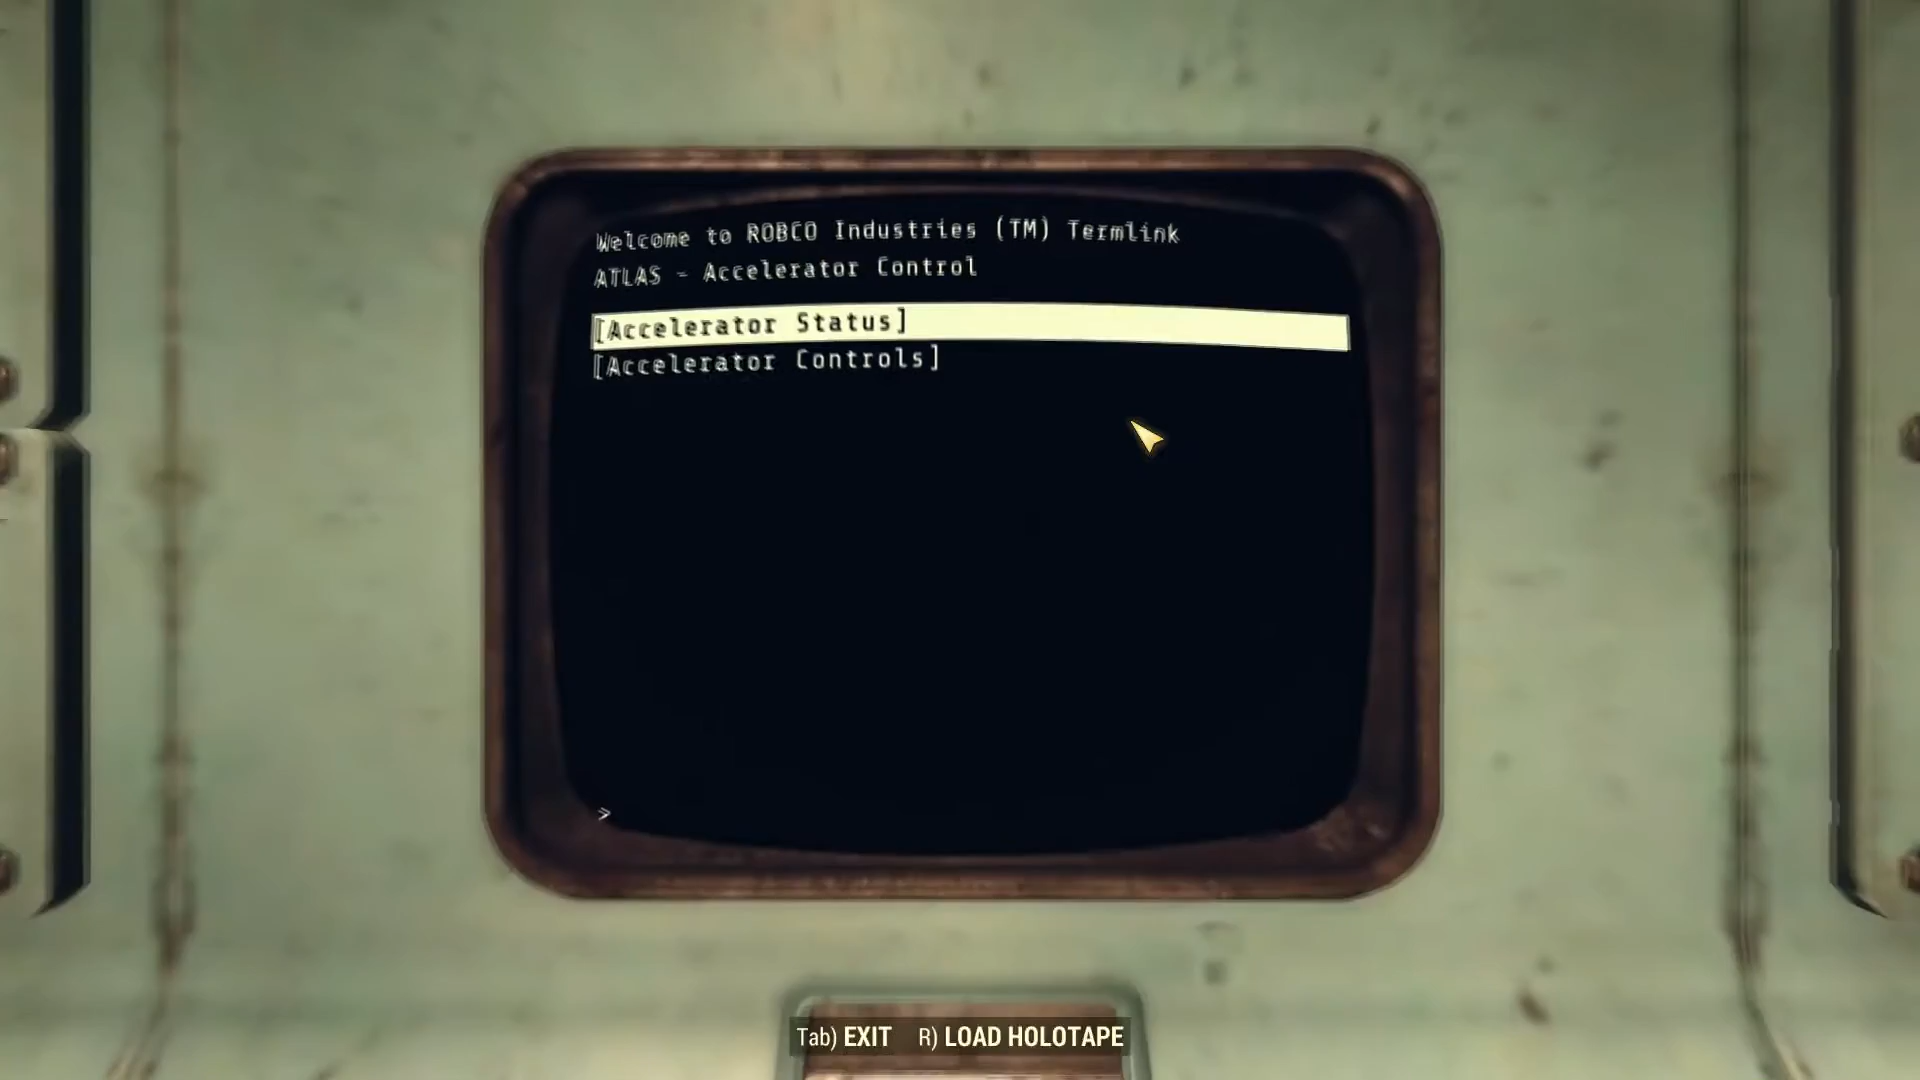 Welcome to ROBCO Industries (TM) Termlink
ATLAS - Accelerator Control
[Accelerator Status]
[Accelerator Controls]
>
Tab) EXIT R) LOAD HOLOTAPE